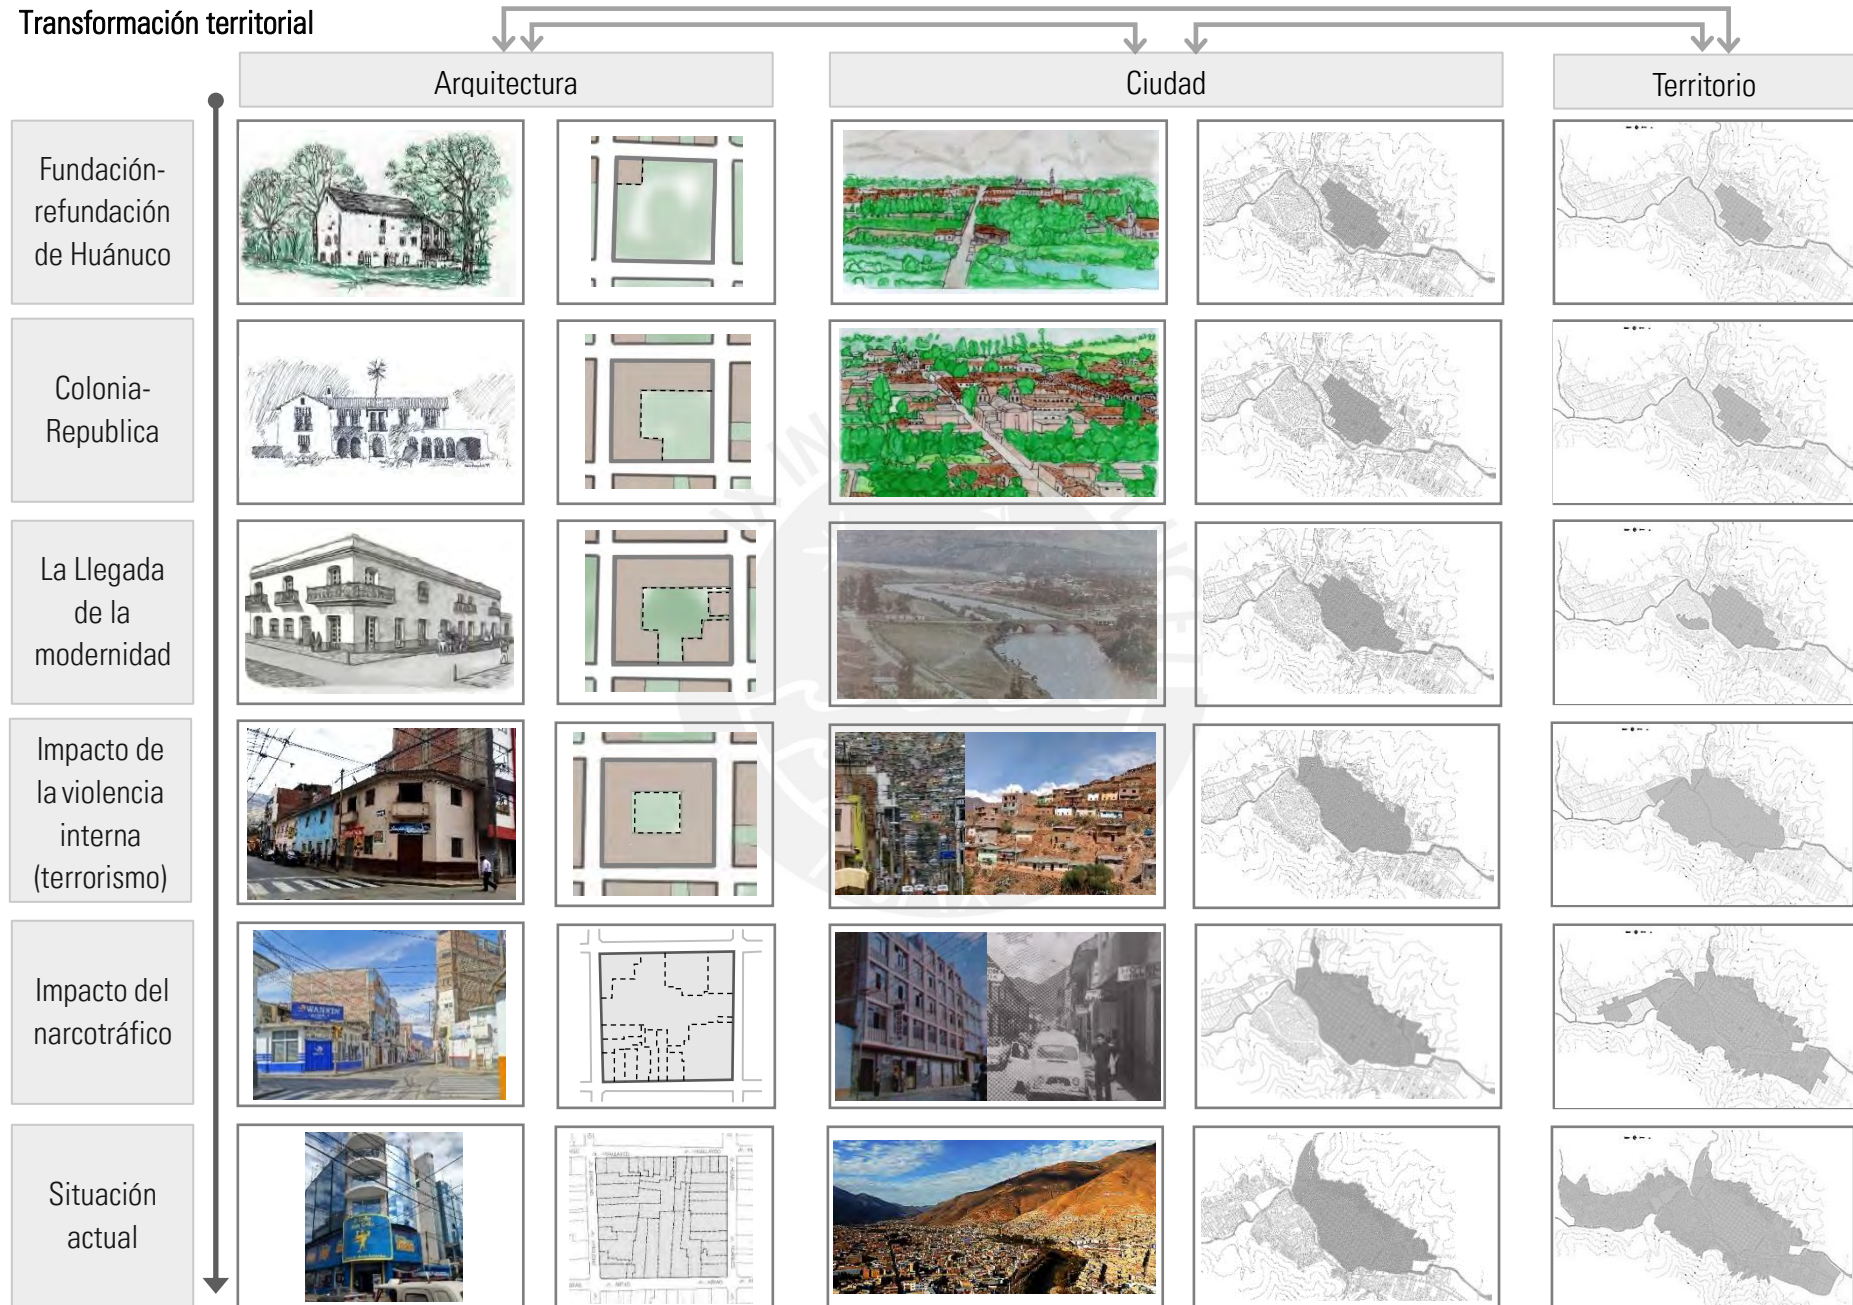 Transformación territorial
Arquitectura
Ciudad
Territorio
Fundación-
refundación
de Huánuco
Colonia-
Republica
La Llegada
de la
modernidad
Impacto de
la violencia
interna
(terrorismo)
Impacto del
narcotráfico
Situación
actual